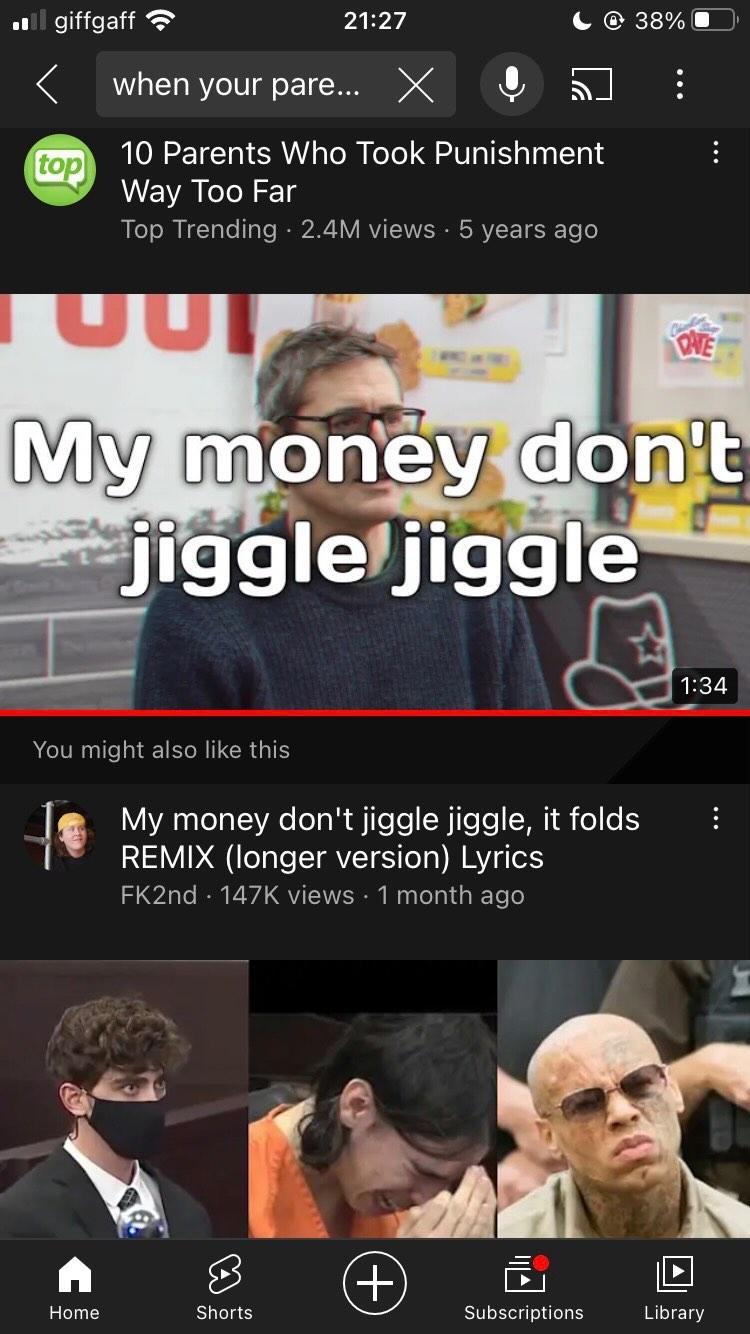 giffgaff
21:27
38%
when your pare...
top
10 Parents Who Took Punishment
Way Too Far
Top Trending · 2.4M views · 5 years ago
DATE
My money don't
jiggle jiggle
1:34
You might also like this
My money don't jiggle jiggle, it folds
REMIX (longer version) Lyrics
FK2nd · 147K views · 1 month ago
Home
Shorts
Subscriptions
Library